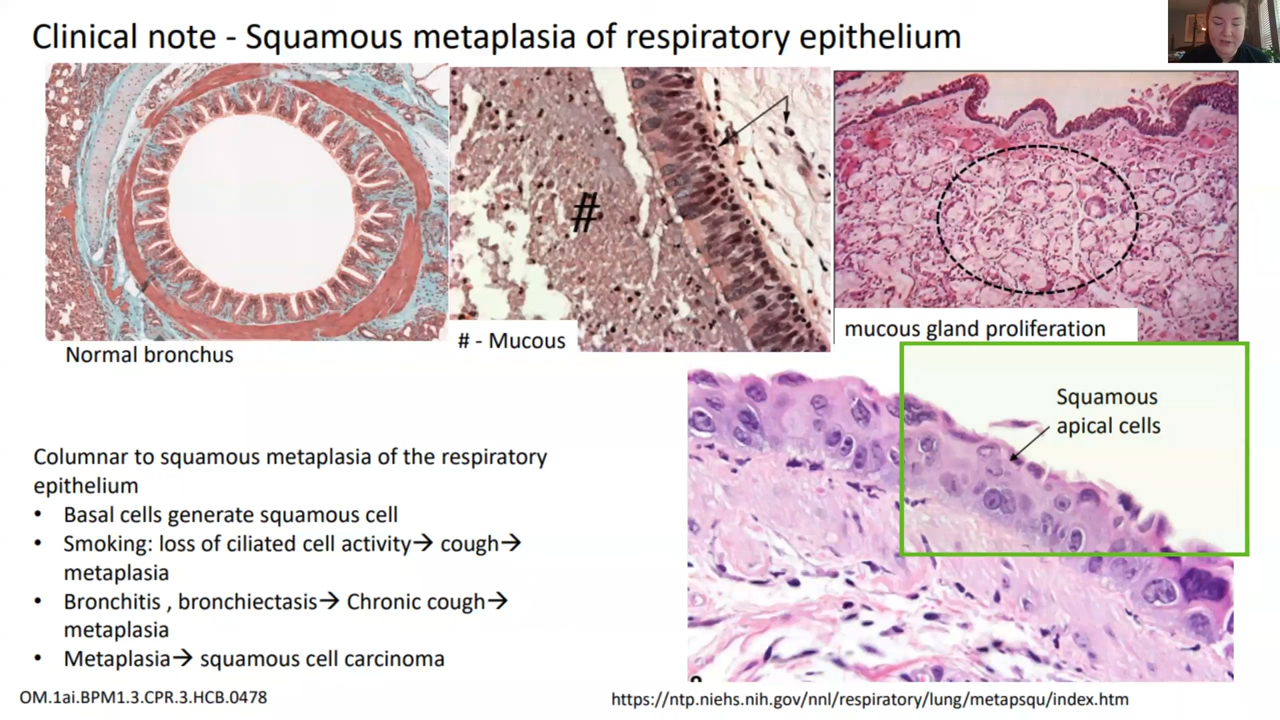 Clinical note - Squamous metaplasia of respiratory epithelium
#
Normal bronchus
# - Mucous
mucous gland proliferation
Squamous
apical cells
Columnar to squamous metaplasia of the respiratory
epithelium
• Basal cells generate squamous cell
• Smoking: loss of ciliated cell activity→ cough→
metaplasia
• Bronchitis , bronchiectasis→ Chronic cough→
metaplasia
• Metaplasia→ squamous cell carcinoma
OM.1ai.BPM1.3.CPR.3.HCB.0478
https://ntp.niehs.nih.gov/nnl/respiratory/lung/metapsqu/index.htm